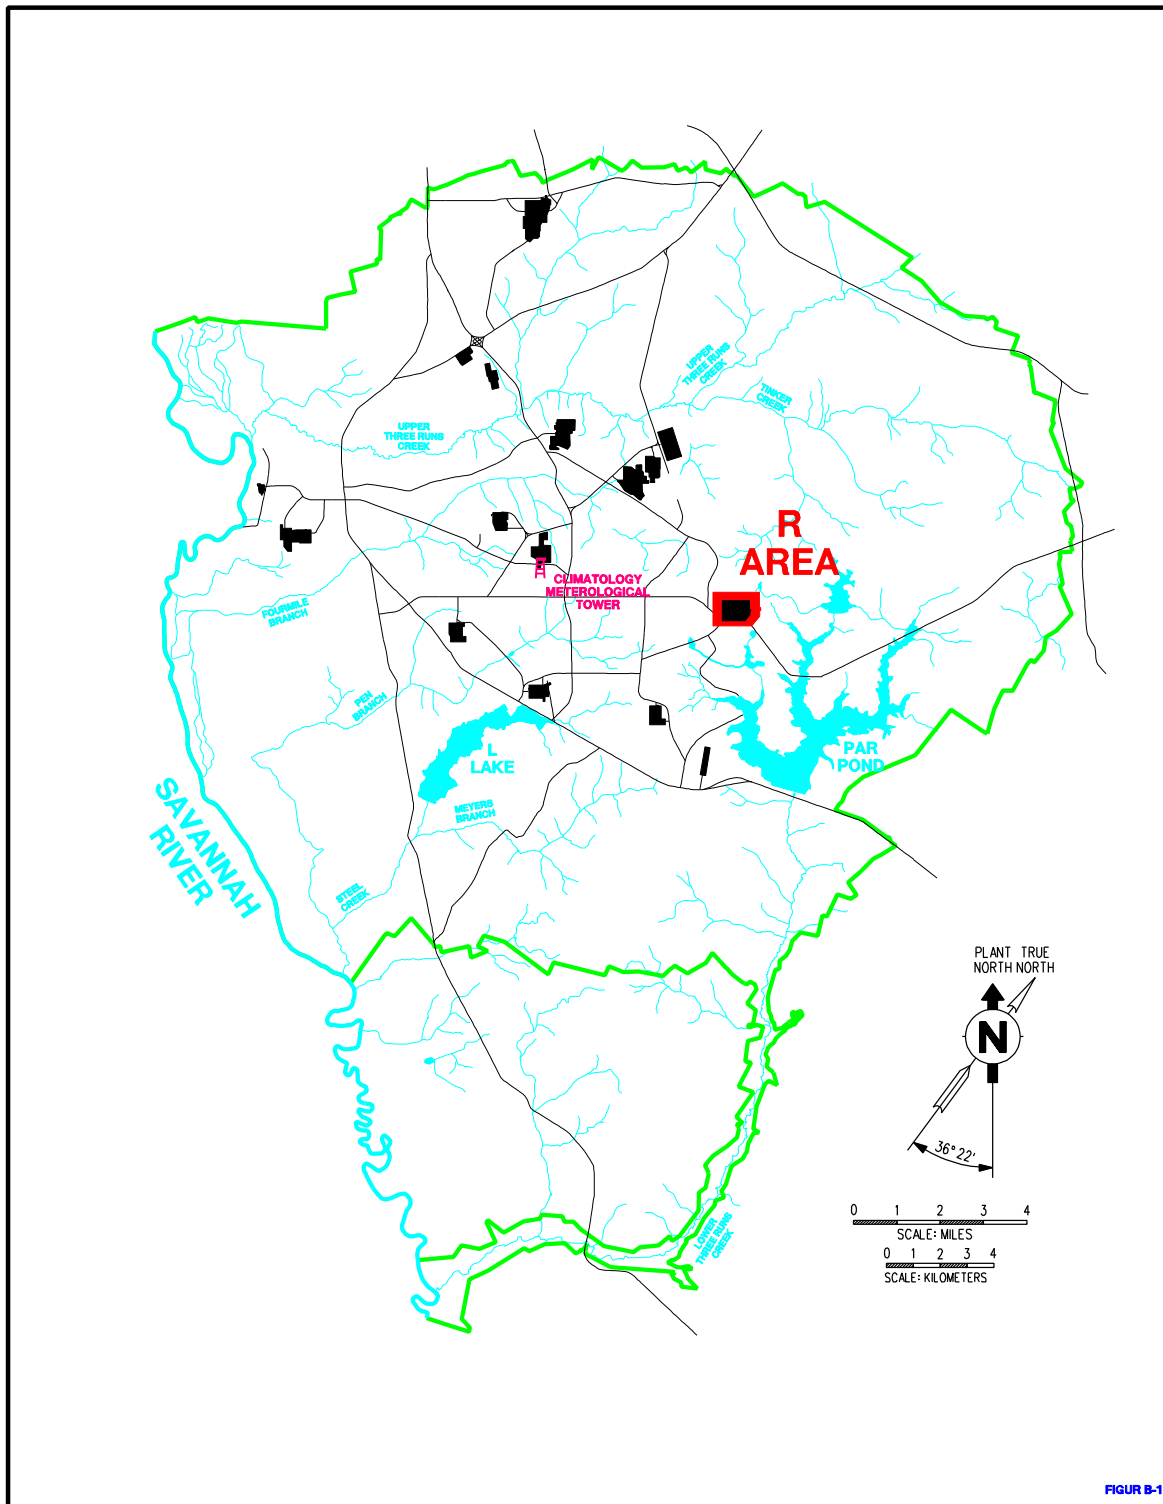 UPPER
THREE RUNS
CREEK
TINKER
CREEK
UPPER
THREE RUNS
CREEK
R
AREA
CLIMATOLOGY
METEROLOGICAL
TOWER
FOURMILE
BRANCH
PEN
BRANCH
L
LAKE
PAR
POND
MEYERS
BRANCH
SAVANNAH
RIVER
STEEL
CREEK
PLANT TRUE
NORTH NORTH
N
36° 22'
LOWER
THREE RUNS
CREEK
0 1 2 3 4
SCALE: MILES
0 1 2 3 4
SCALE: KILOMETERS
FIGUR B-1